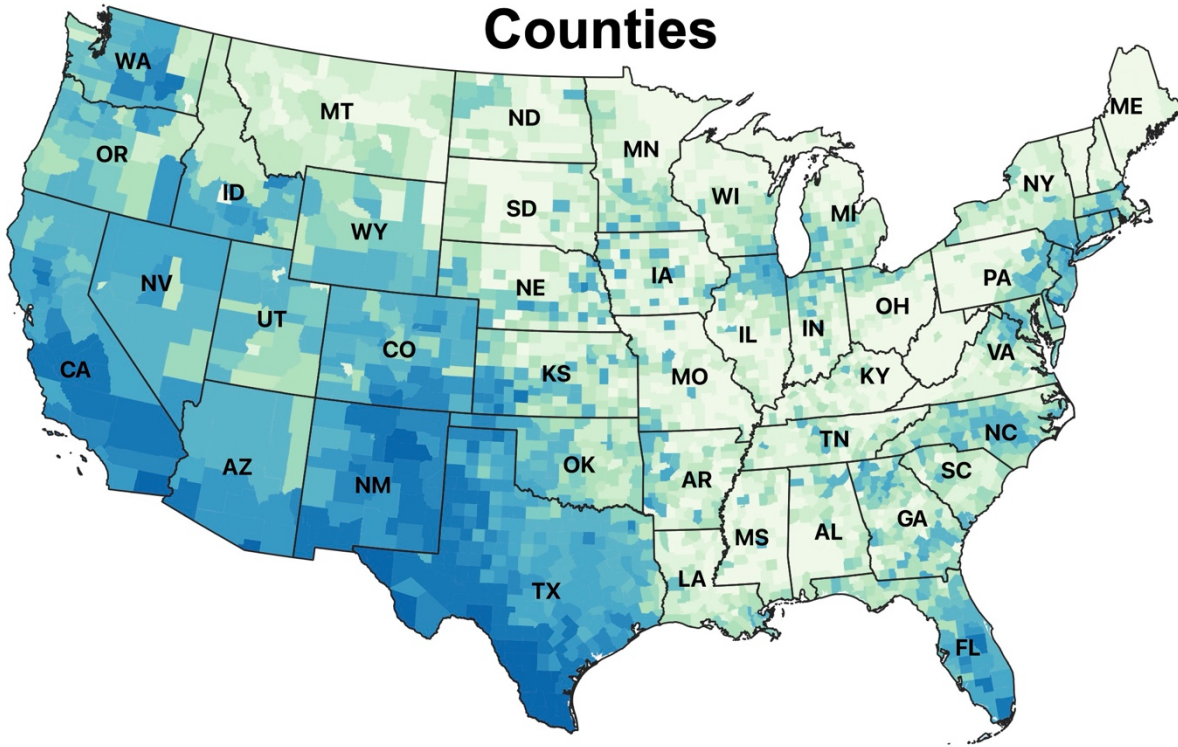 Counties
WA
MT
ND
MN
ME
OR
ID
SD
WI
MI
NY
WY
NV
NE
IA
PA
UT
CO
IL
IN
OH
CA
KS
MO
KY
VA
AZ
NM
OK
AR
TN
NC
SC
TX
LA
MS
AL
GA
FL